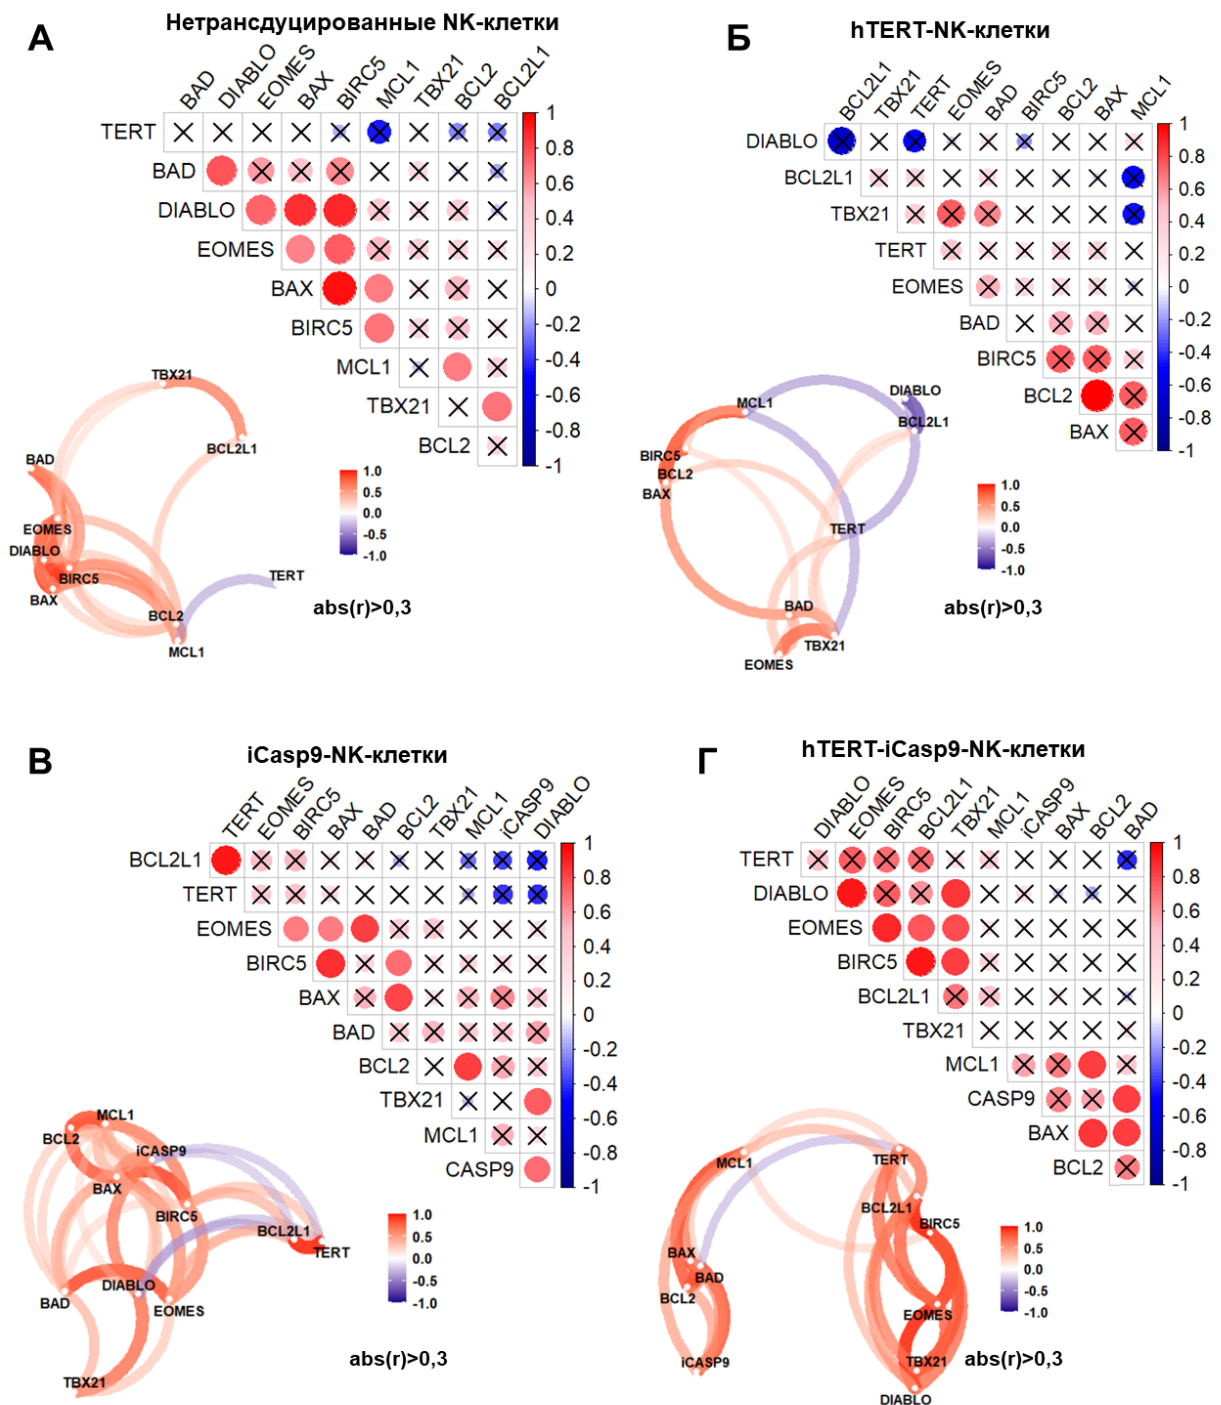 А
Нетрансдуцированные NK-клетки
BAD DIABLO EOMES BAX BIRC5 MCL1 TBX21 BCL2 BCL2L1
TERT
BAD
DIABLO
EOMES
BAX
BIRC5
MCL1
TBX21
BCL2
1
0.8
0.6
0.4
0.2
0
-0.2
-0.4
-0.6
-0.8
-1
TBX21
BCL2L1
BAD
EOMES
DIABLO
BIRC5
BAX
BCL2
MCL1
TERT
1.0
0.5
0.0
-0.5
-1.0
abs(r)>0,3
Б
hTERT-NK-клетки
BCL2L1 TBX21 TERT EOMES BAD BIRC5 BCL2 BAX MCL1
DIABLO
BCL2L1
TBX21
TERT
EOMES
BAD
BIRC5
BCL2
BAX
1
0.8
0.6
0.4
0.2
0
-0.2
-0.4
-0.6
-0.8
-1
DIABLO
MCL1
BCL2L1
BIRC5
BCL2
BAX
TERT
BAD
TBX21
EOMES
1.0
0.5
0.0
-0.5
-1.0
abs(r)>0,3
В
iCasp9-NK-клетки
TERT EOMES BIRC5 BAX BAD BCL2 TBX21 MCL1 iCASP9 DIABLO
BCL2L1
TERT
EOMES
BIRC5
BAX
BAD
BCL2
TBX21
MCL1
CASP9
1
0.8
0.6
0.4
0.2
0
-0.2
-0.4
-0.6
-0.8
-1
MCL1
BCL2
iCASP9
BAX
BIRC5
BCL2L1
TERT
DIABLO
BAD
EOMES
TBX21
1.0
0.5
0.0
-0.5
-1.0
abs(r)>0,3
Г
hTERT-iCasp9-NK-клетки
DIABLO EOMES BIRC5 BCL2L1 TBX21 MCL1 iCASP9 BAX BCL2 BAD
TERT
DIABLO
EOMES
BIRC5
BCL2L1
TBX21
MCL1
CASP9
BAX
BCL2
1
0.8
0.6
0.4
0.2
0
-0.2
-0.4
-0.6
-0.8
-1
MCL1
TERT
BCL2L1
BIRC5
BAX
BAD
BCL2
EOMES
iCASP9
TBX21
DIABLO
1.0
0.5
0.0
-0.5
-1.0
abs(r)>0,3